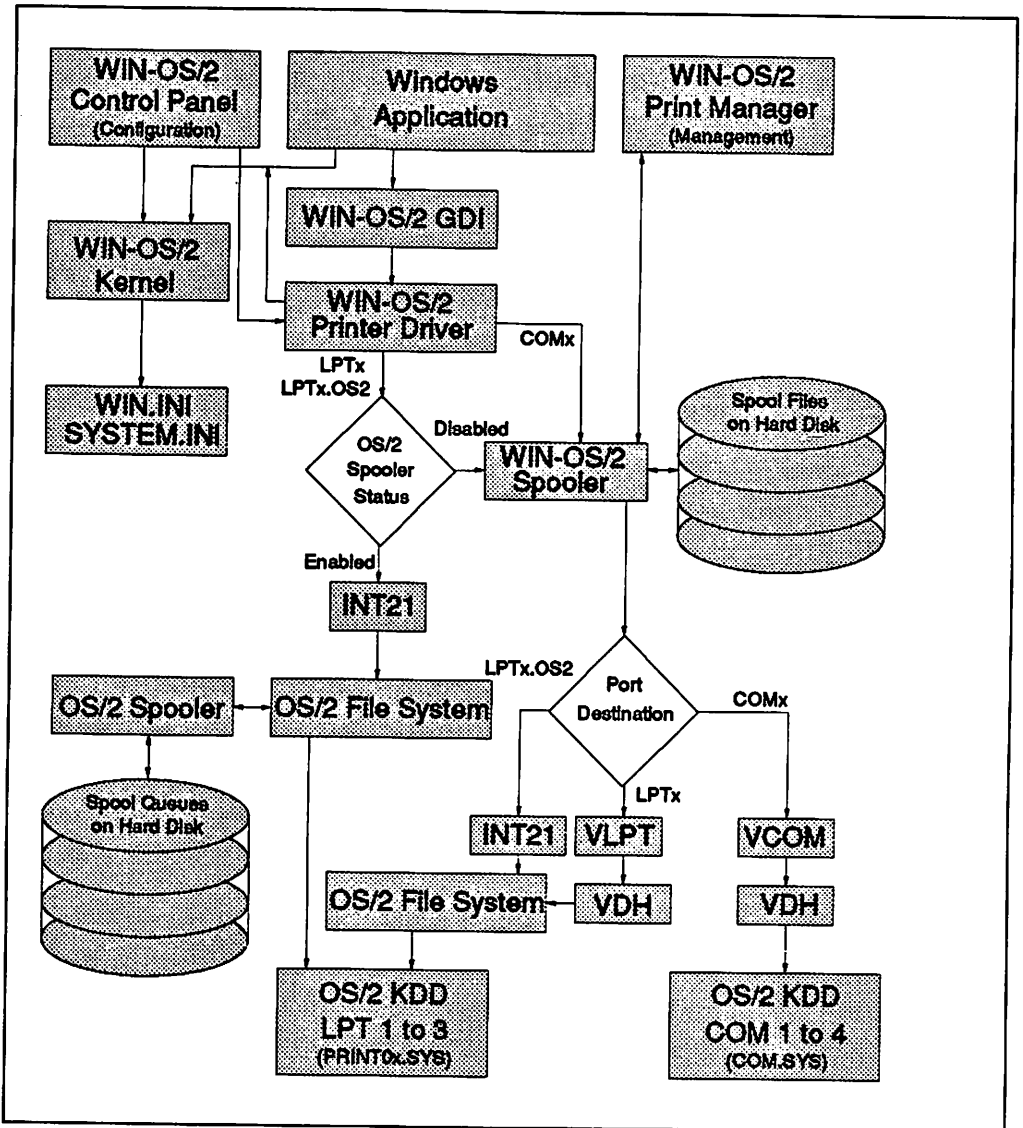 WIN-OS/2
Control Panel
(Configuration)
Windows
Application
WIN-OS/2
Print Manager
(Management)
WIN-OS/2 GDI
WIN-OS/2
Kernel
WIN-OS/2
Printer Driver
COMx
LPTx
LPTx.OS2
WIN.INI
SYSTEM.INI
Spool Files
on Hard Disk
OS/2
Spooler
Status
Disabled
WIN-OS/2
Spooler
Enabled
INT21
LPTx.OS2
Port
Destination
COMx
OS/2 Spooler
OS/2 File System
LPTx
Spool Queues
on Hard Disk
INT21
VLPT
VCOM
OS/2 File System
VDH
VDH
OS/2 KDD
LPT 1 to 3
(PRINT0x.SYS)
OS/2 KDD
COM 1 to 4
(COM.SYS)